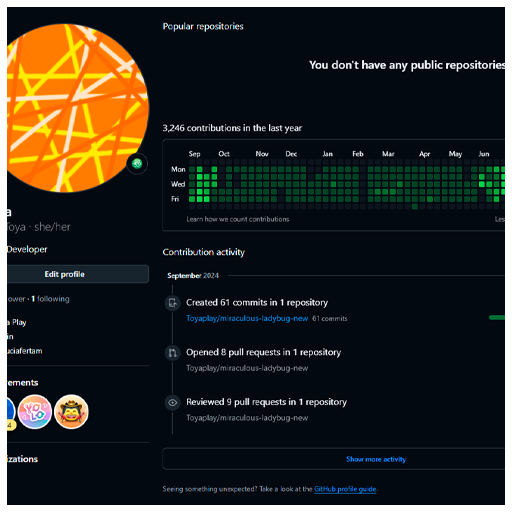 Popular repositories
You don't have any public repositories
3,246 contributions in the last year
Sep Oct Nov Dec Jan Feb Mar Apr May Jun
Mon
Wed
Fri
Learn how we count contributions
Les
a
Toya · she/her
Developer
Edit profile
ower · 1 following
a Play
in
uciafertam
ements
4
YOLO
izations
Contribution activity
September 2024
Created 61 commits in 1 repository
Toyaplay/miraculous-ladybug-new 61 commits
Opened 8 pull requests in 1 repository
Toyaplay/miraculous-ladybug-new
Reviewed 9 pull requests in 1 repository
Toyaplay/miraculous-ladybug-new
Show more activity
Seeing something unexpected? Take a look at the GitHub profile guide.